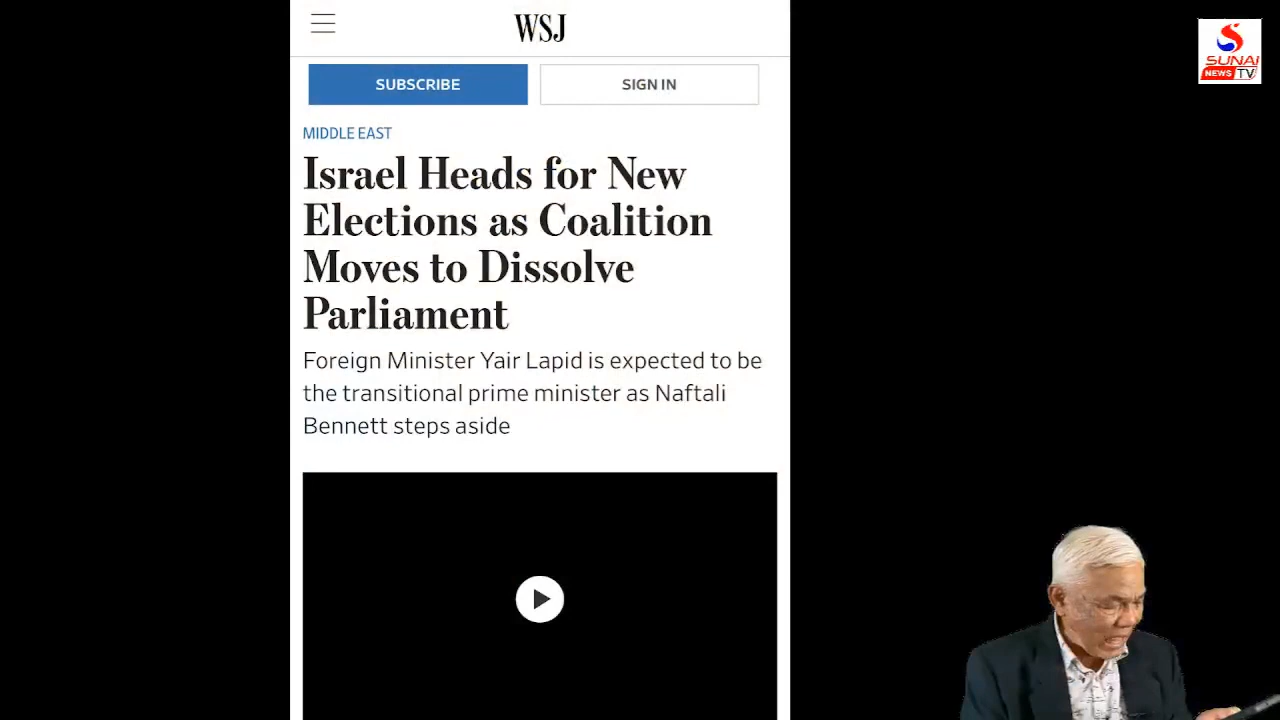 WSJ
SUNAI
NEWS TV
SUBSCRIBE
SIGN IN
MIDDLE EAST
Israel Heads for New
Elections as Coalition
Moves to Dissolve
Parliament
Foreign Minister Yair Lapid is expected to be
the transitional prime minister as Naftali
Bennett steps aside